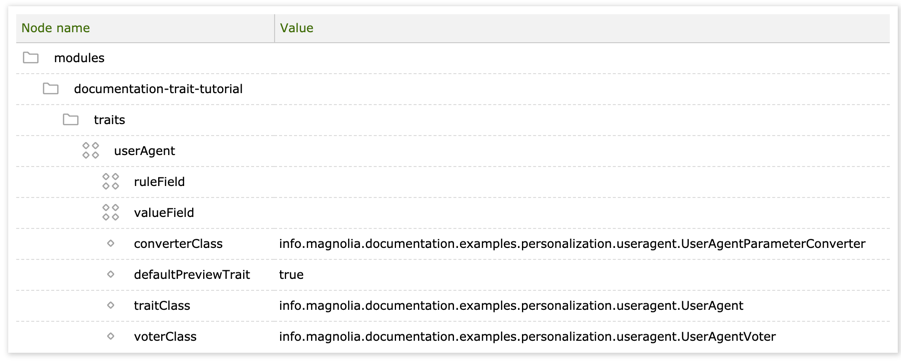 Node name Value
modules
documentation-trait-tutorial
traits
userAgent
ruleField
valueField
converterClass info.magnolia.documentation.examples.personalization.useragent.UserAgentParameterConverter
defaultPreviewTrait true
traitClass info.magnolia.documentation.examples.personalization.useragent.UserAgent
voterClass info.magnolia.documentation.examples.personalization.useragent.UserAgentVoter